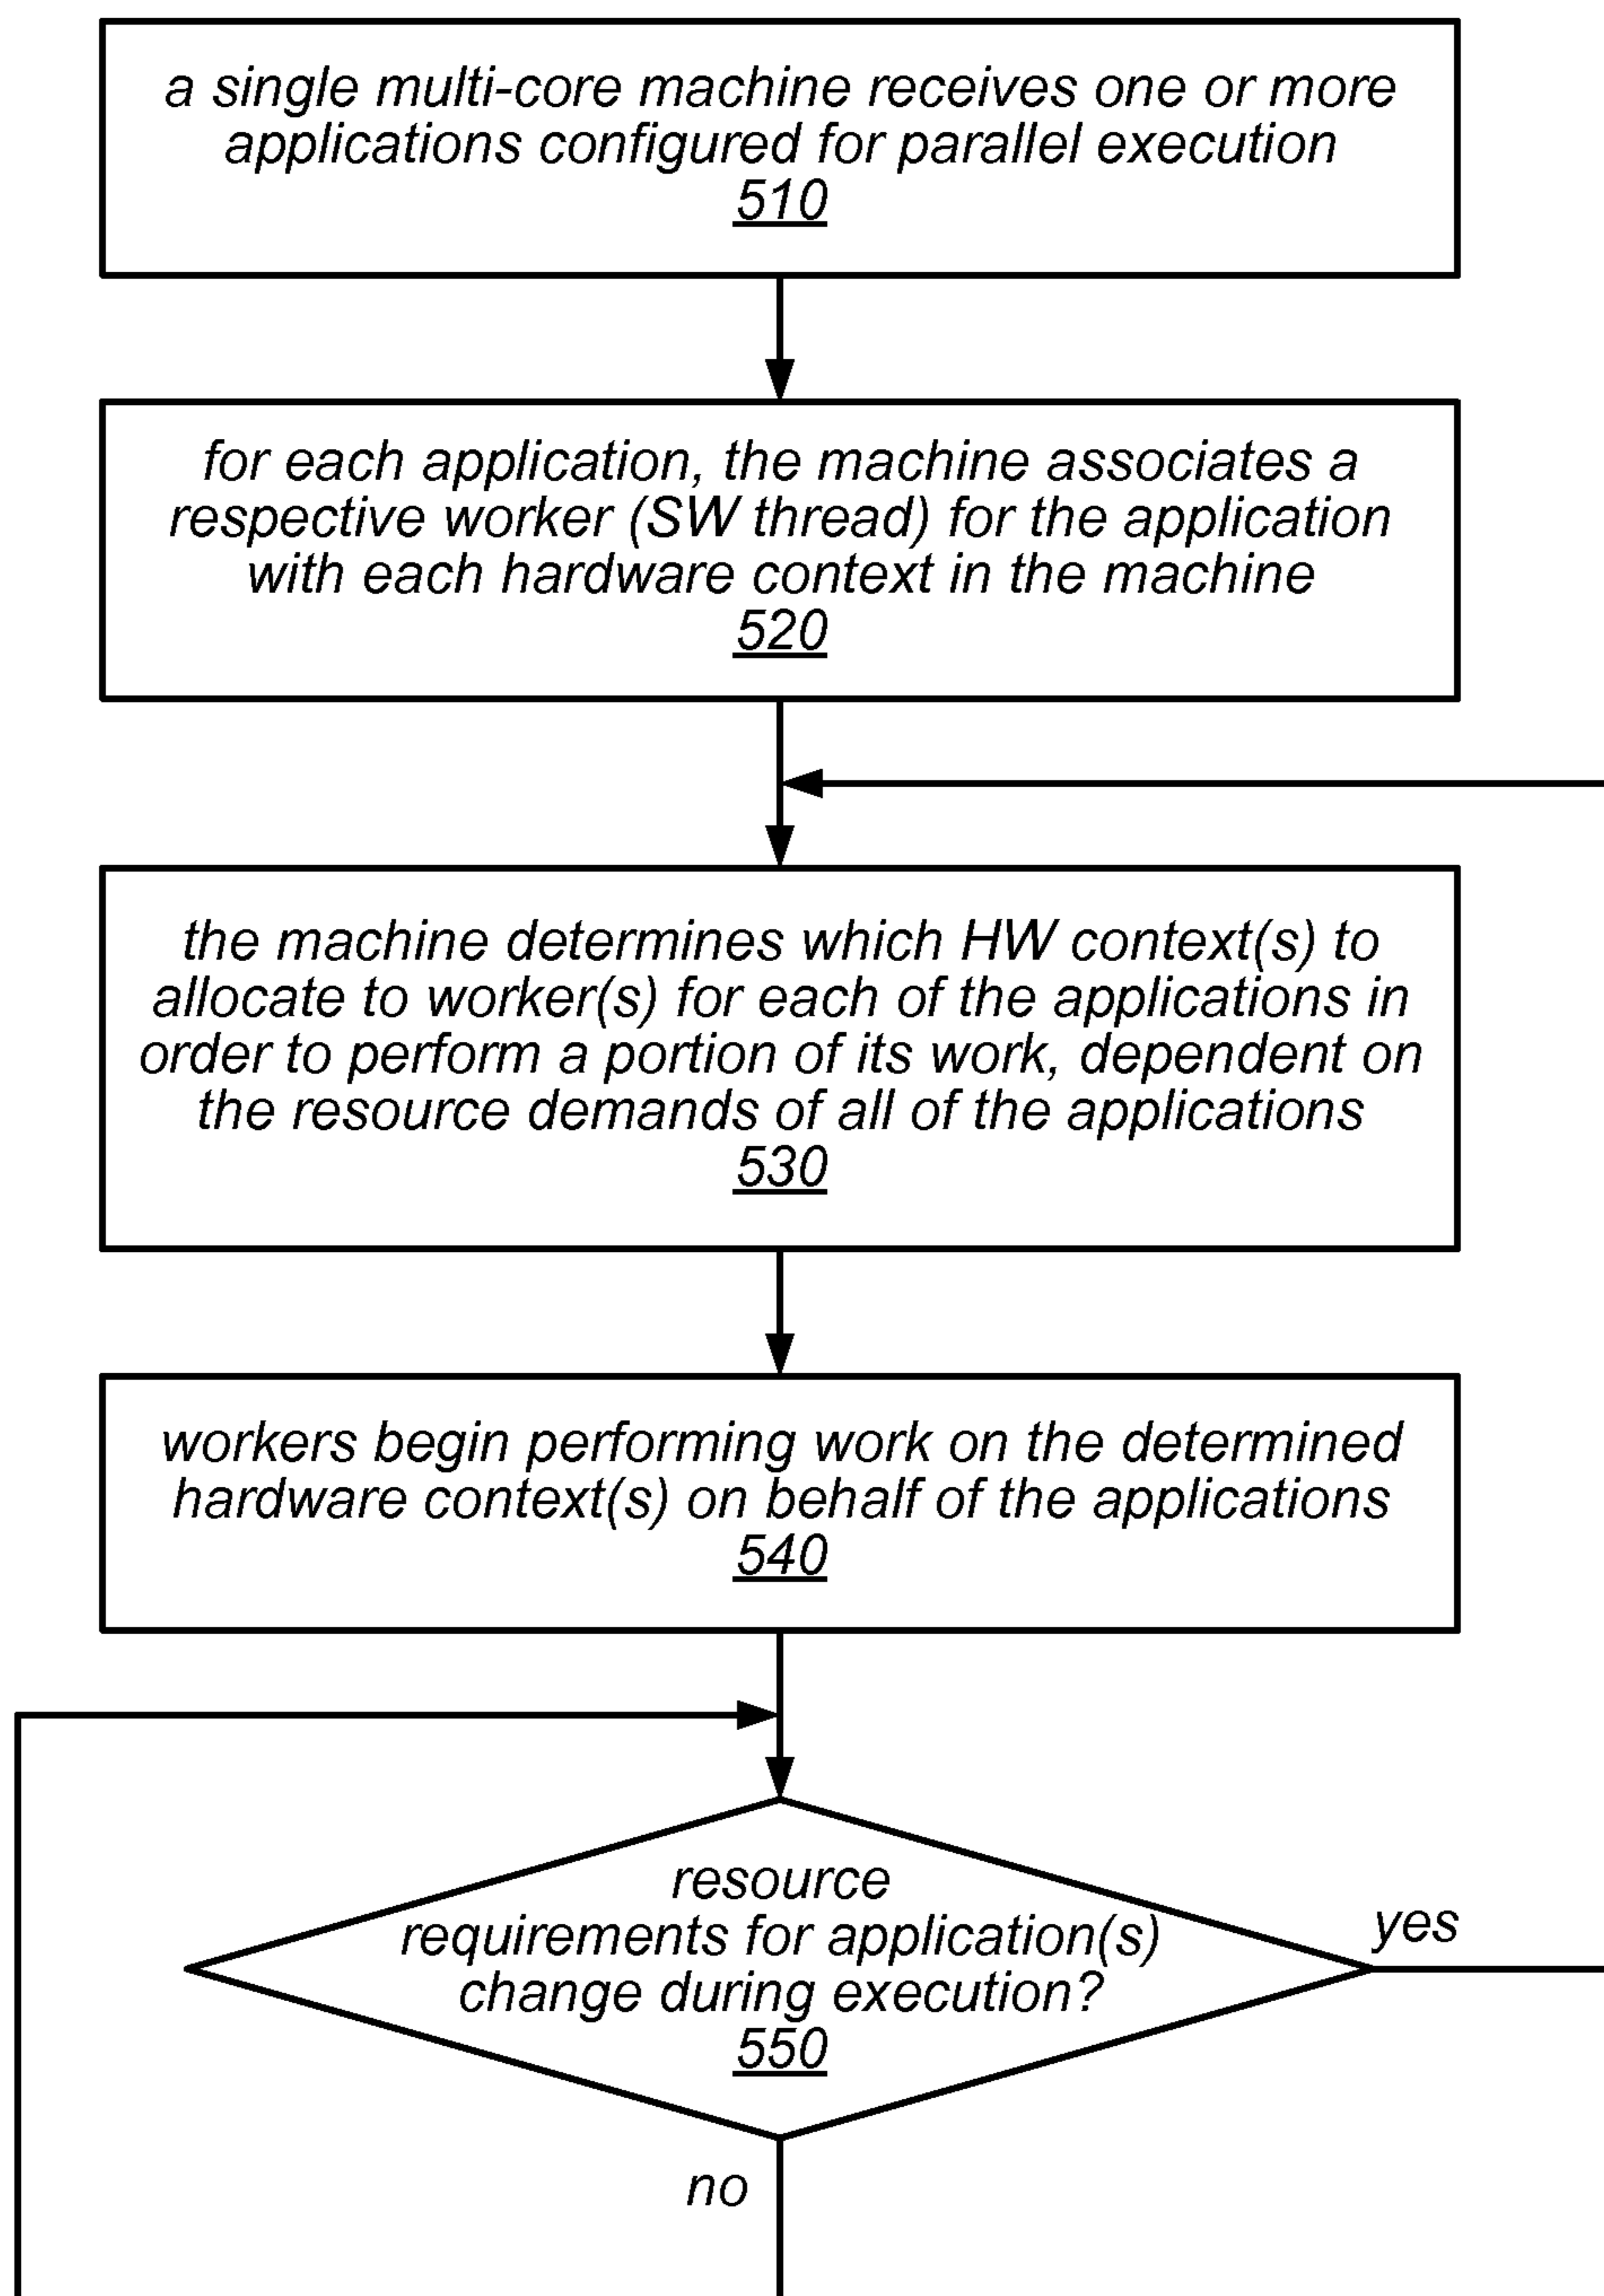 a single multi-core machine receives one or more
applications configured for parallel execution
510
for each application, the machine associates a
respective worker (SW thread) for the application
with each hardware context in the machine
520
the machine determines which HW context(s) to
allocate to worker(s) for each of the applications in
order to perform a portion of its work, dependent on
the resource demands of all of the applications
530
workers begin performing work on the determined
hardware context(s) on behalf of the applications
540
resource
requirements for application(s)
change during execution?
550
yes
no